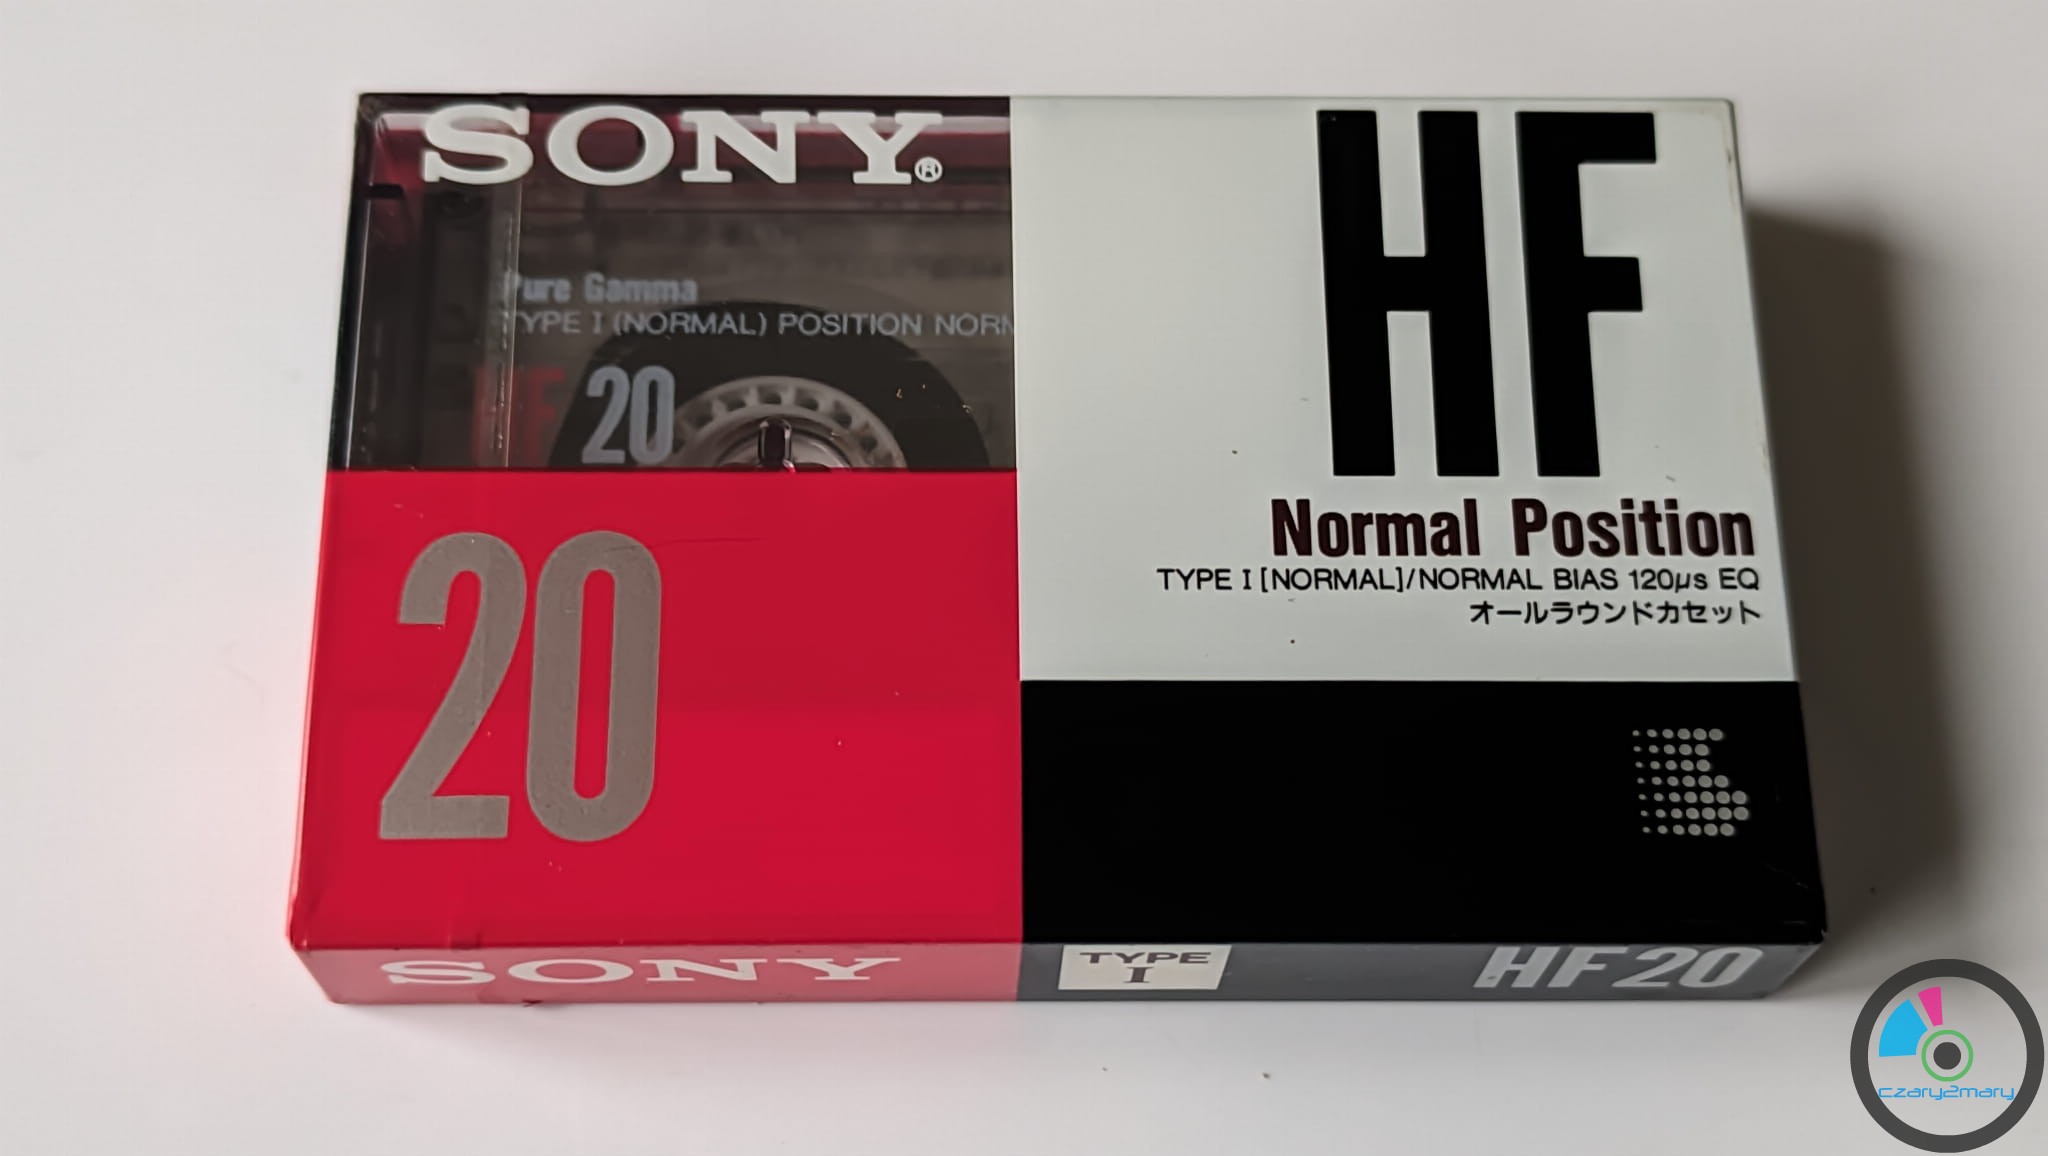 SONY®
HF
Pure Gamma
TYPE I (NORMAL) POSITION NORM
HF 20
Normal Position
TYPE I [NORMAL]/NORMAL BIAS 120μs EQ
オールラウンドカセット
20
SONY
TYPE
I
HF20
czary2mary